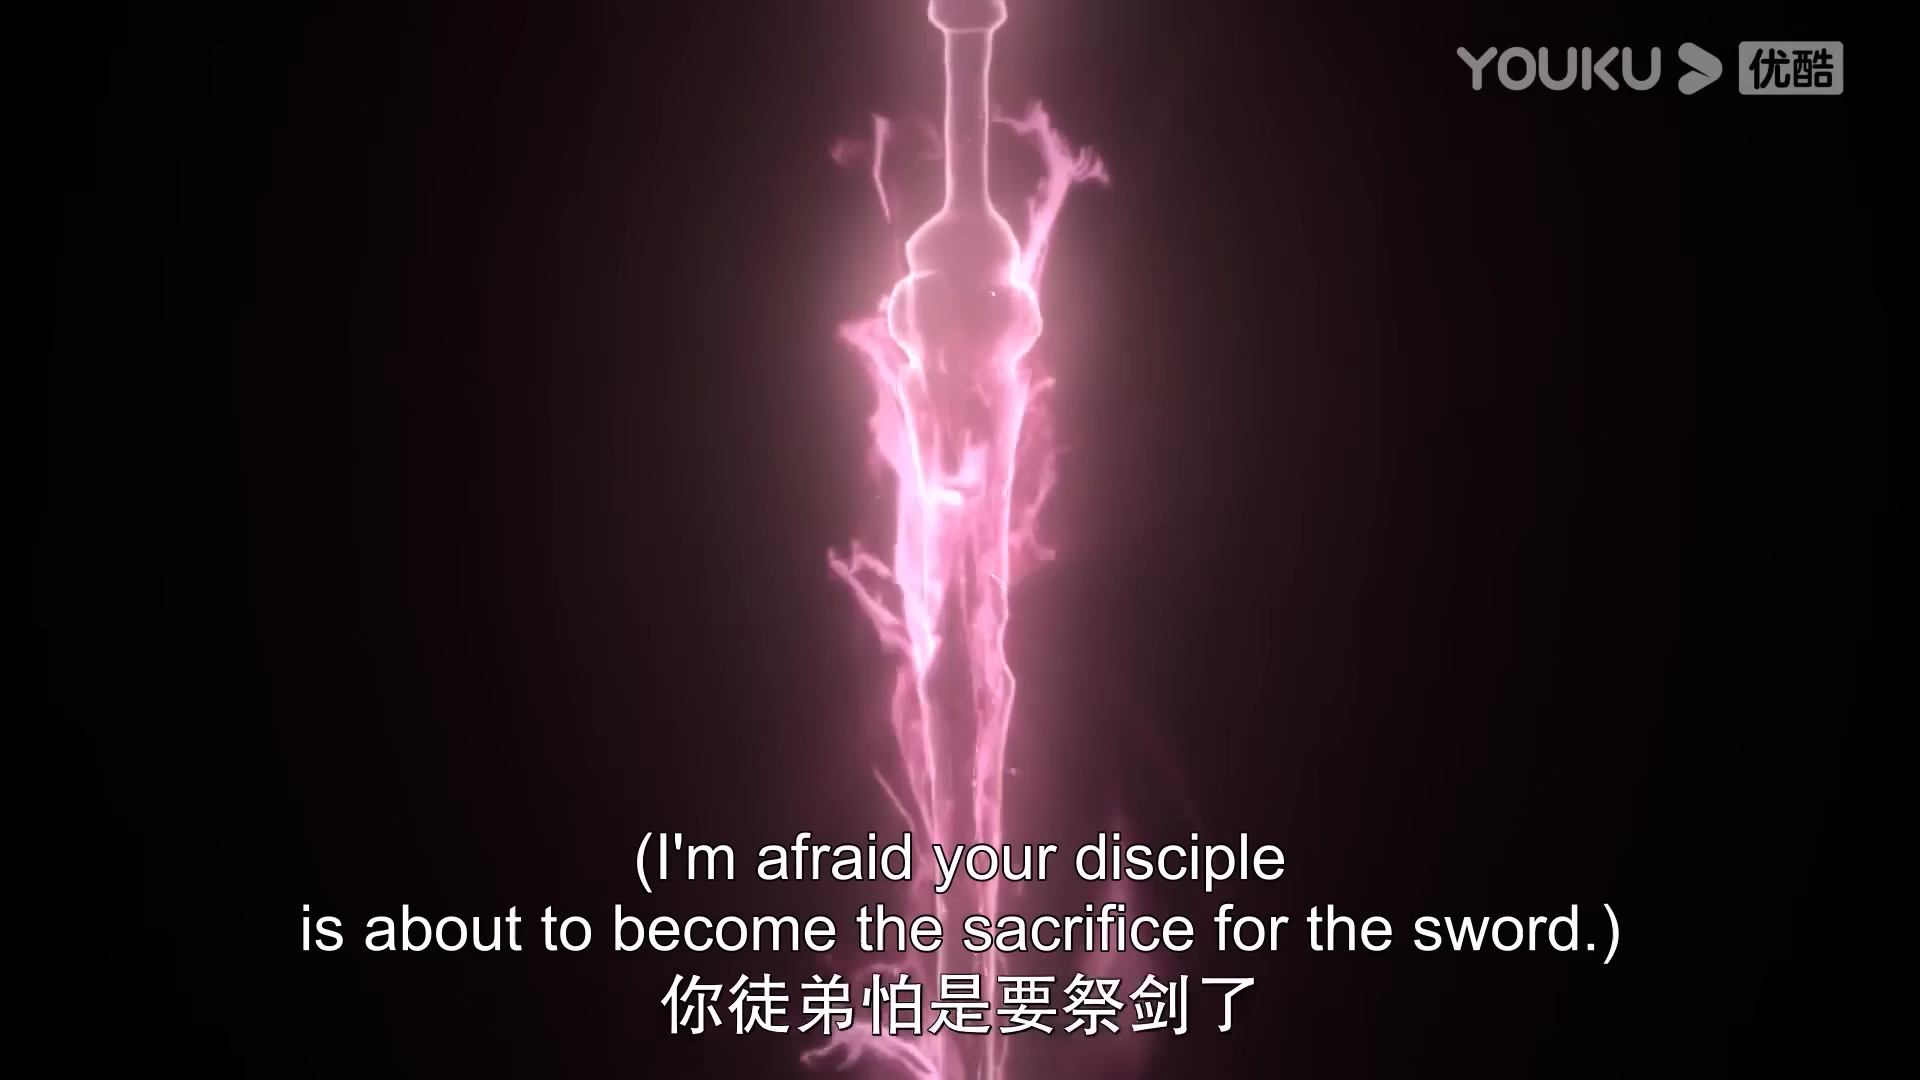 YOUKU 优酷
(I'm afraid your disciple
is about to become the sacrifice for the sword.)
你徒弟怕是要祭剑了